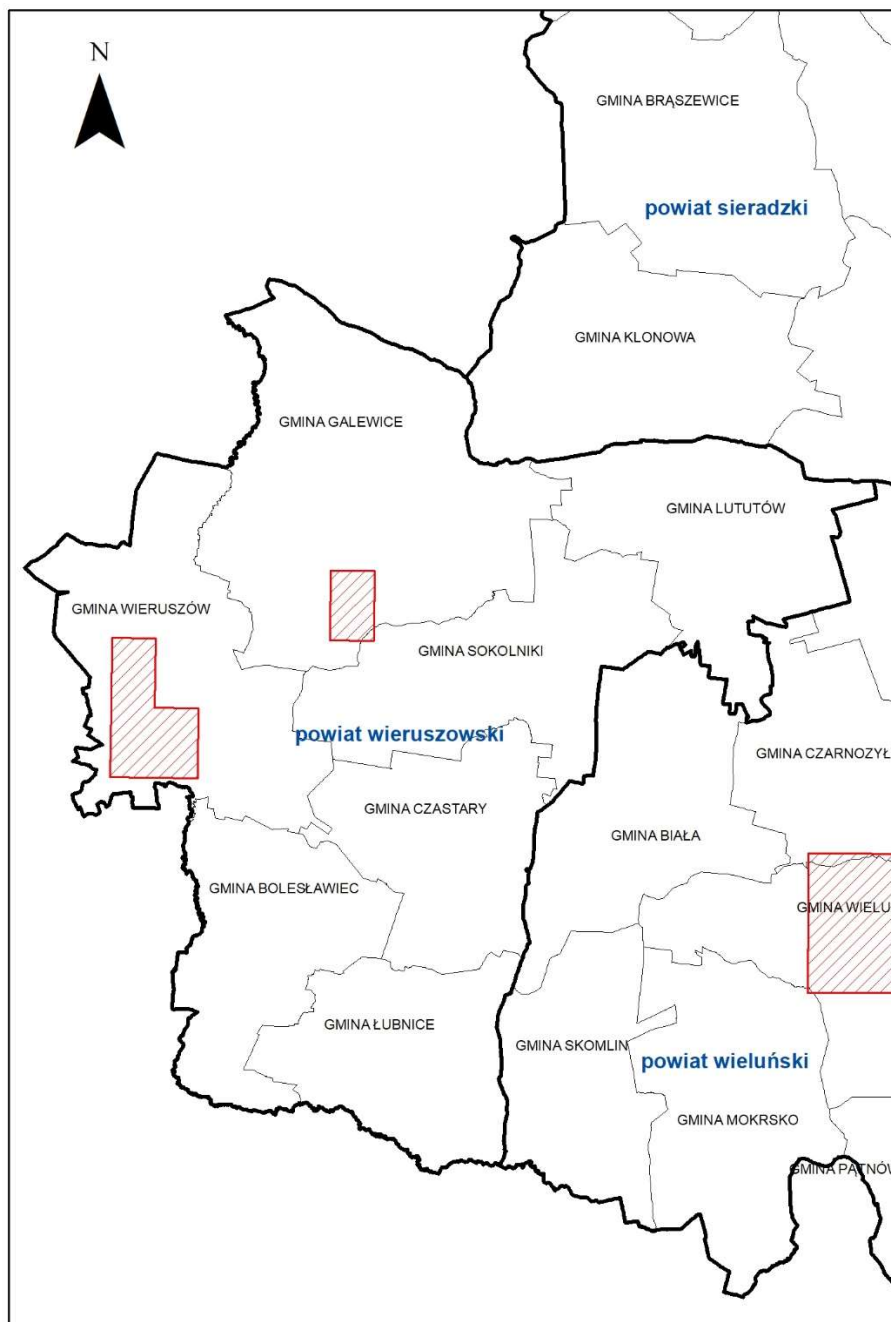 N
GMINA BRĄSZEWICE
powiat sieradzki
GMINA KLONOWA
GMINA GALEWICE
GMINA LUTUTÓW
GMINA WIERUSZÓW
GMINA SOKOLNIKI
powiat wieruszowski
GMINA CZARNOŻYŁ
GMINA CZASTARY
GMINA BIAŁA
GMINA BOLESŁAWIEC
GMINA WIELU
GMINA ŁUBNICE
GMINA SKOMLIN
powiat wieluński
GMINA MOKRSKO
GMINA PĄTNÓW